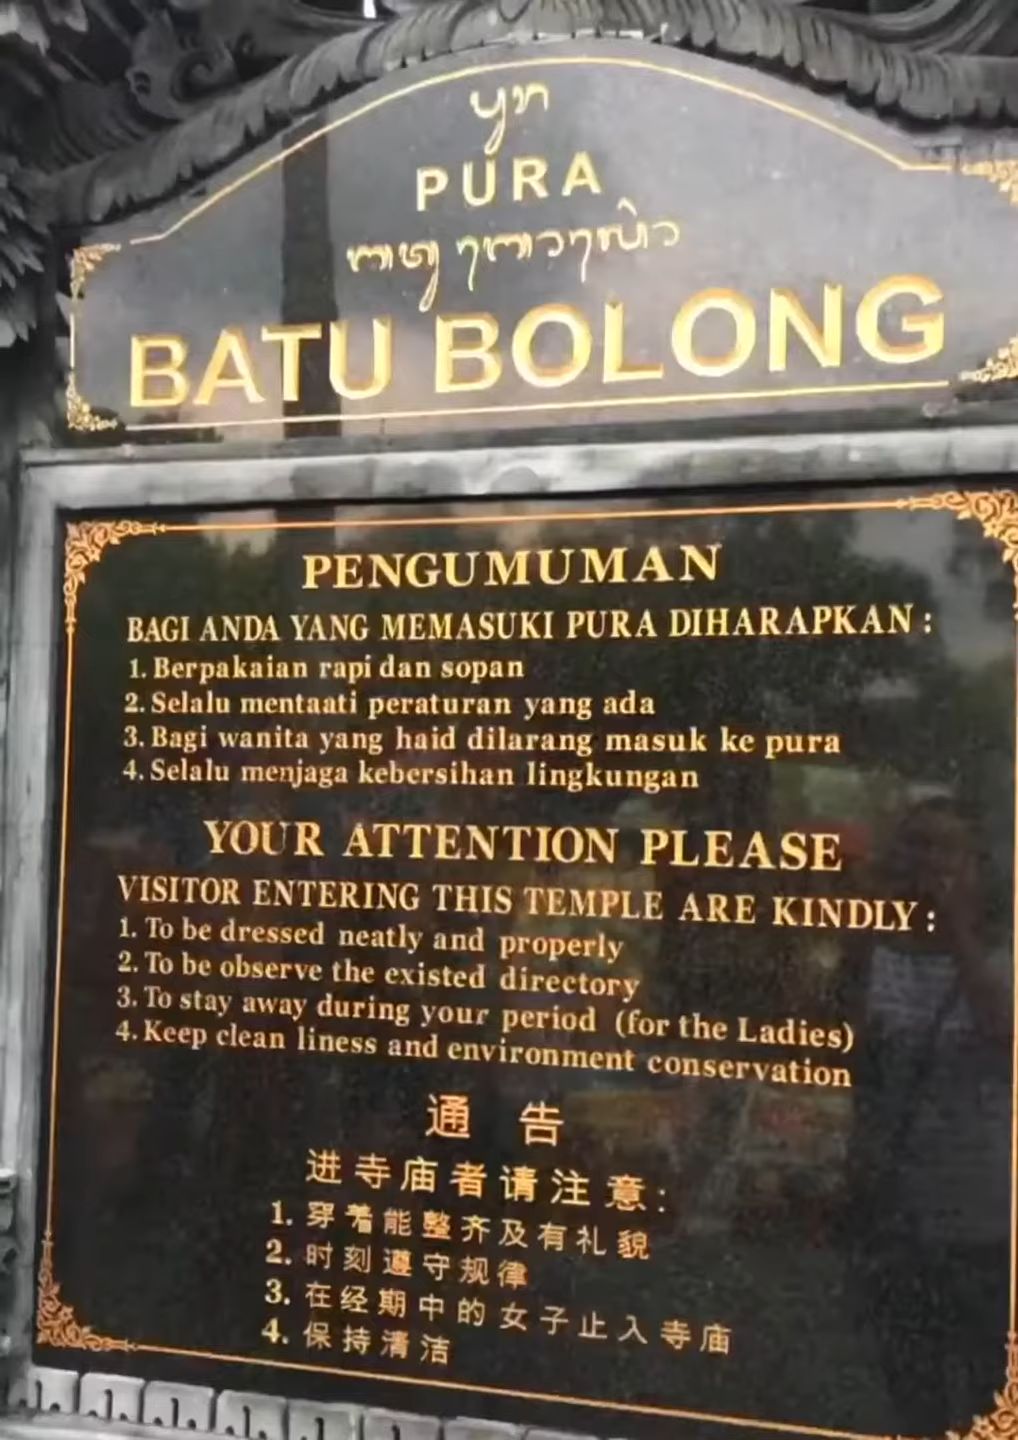 ᬧᬸᬭ
PURA
ᬩᬢᬸ ᬩᭀᬮᭀᬂ
BATU BOLONG
PENGUMUMAN
BAGI ANDA YANG MEMASUKI PURA DIHARAPKAN :
1. Berpakaian rapi dan sopan
2. Selalu mentaati peraturan yang ada
3. Bagi wanita yang haid dilarang masuk ke pura
4. Selalu menjaga kebersihan lingkungan
YOUR ATTENTION PLEASE
VISITOR ENTERING THIS TEMPLE ARE KINDLY :
1. To be dressed neatly and properly
2. To be observe the existed directory
3. To stay away during your period (for the Ladies)
4. Keep clean liness and environment conservation
通 告
进寺庙者请注意:
1. 穿着能整齐及有礼貌
2. 时刻遵守规律
3. 在经期中的女子止入寺庙
4. 保持清洁